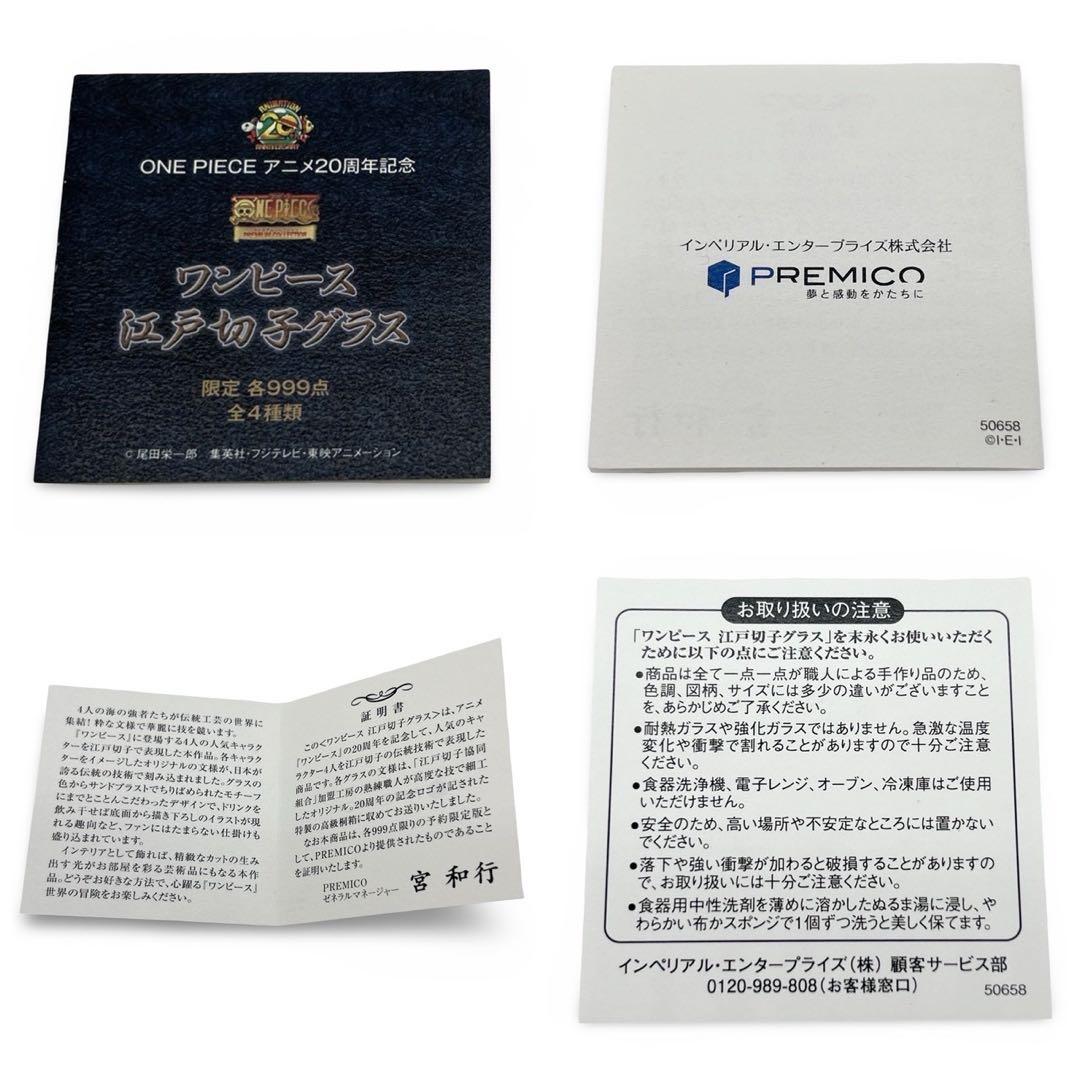 ANIMATION
20
ANNIVERSARY
ONE PIECE アニメ20周年記念
ONE PIECE
PREMIUM COLLECTION
ワンピース
江戸切子グラス
限定 各999点
全4種類
© 尾田栄一郎 集英社・フジテレビ・東映アニメーション
インペリアル・エンタープライズ株式会社
PREMICO
夢と感動をかたちに
50658
©I・E・I
4人の海の強者たちが伝統工芸の世界に
集結！粋な文様で華麗に技を競います。
『ワンピース』に登場する4人の人気キャラク
ターをイメージしたオリジナルの文様が、日本が
誇る伝統の技術で刻み込まれました。グラスの
色からサンドブラストでちりばめられたモチーフ
にまでとことんこだわったデザインで、ドリンクを
飲み干せば底面から描き下ろしのイラストが現
れる趣向など、ファンにはたまらない仕掛けも
盛り込まれています。
インテリアとして飾れば、精緻なカットの生み
出す光がお部屋を彩る芸術品にもなる本作
品。どうぞお好きな方法で、心躍る『ワンピース』
世界の冒険をお楽しみください。
証明書
この＜ワンピース 江戸切子グラス＞は、アニメ
『ワンピース』の20周年を記念して、人気のキャ
ラクター4人を江戸切子の伝統技術で表現した
商品です。各グラスの文様は、「江戸切子協同
組合」加盟工房の熟練職人が高度な技で細工
したオリジナル。20周年の記念ロゴが記された
特製の高級桐箱に収めてお送りいたしました。
なお本商品は、各999点限りの予約限定版と
して、PREMICOより提供されたものであること
を証明いたします。
PREMICO
ゼネラルマネージャー 宮 和行
お取り扱いの注意
「ワンピース 江戸切子グラス」を末永くお使いいただく
ために以下の点にご注意ください。
●商品は全て一点一点が職人による手作り品のため、
色調、図柄、サイズには多少の違いがございますこと
を、あらかじめご了承ください。
●耐熱ガラスや強化ガラスではありません。急激な温度
変化や衝撃で割れることがありますので十分ご注意
ください。
●食器洗浄機、電子レンジ、オーブン、冷凍庫はご使用
いただけません。
●安全のため、高い場所や不安定なところには置かない
でください。
●落下や強い衝撃が加わると破損することがありますの
で、お取り扱いには十分ご注意ください。
●食器用中性洗剤を薄めに溶かしたぬるま湯に浸し、や
わらかい布かスポンジで1個ずつ洗うと美しく保てます。
インペリアル・エンタープライズ（株） 顧客サービス部
0120-989-808（お客様窓口）
50658